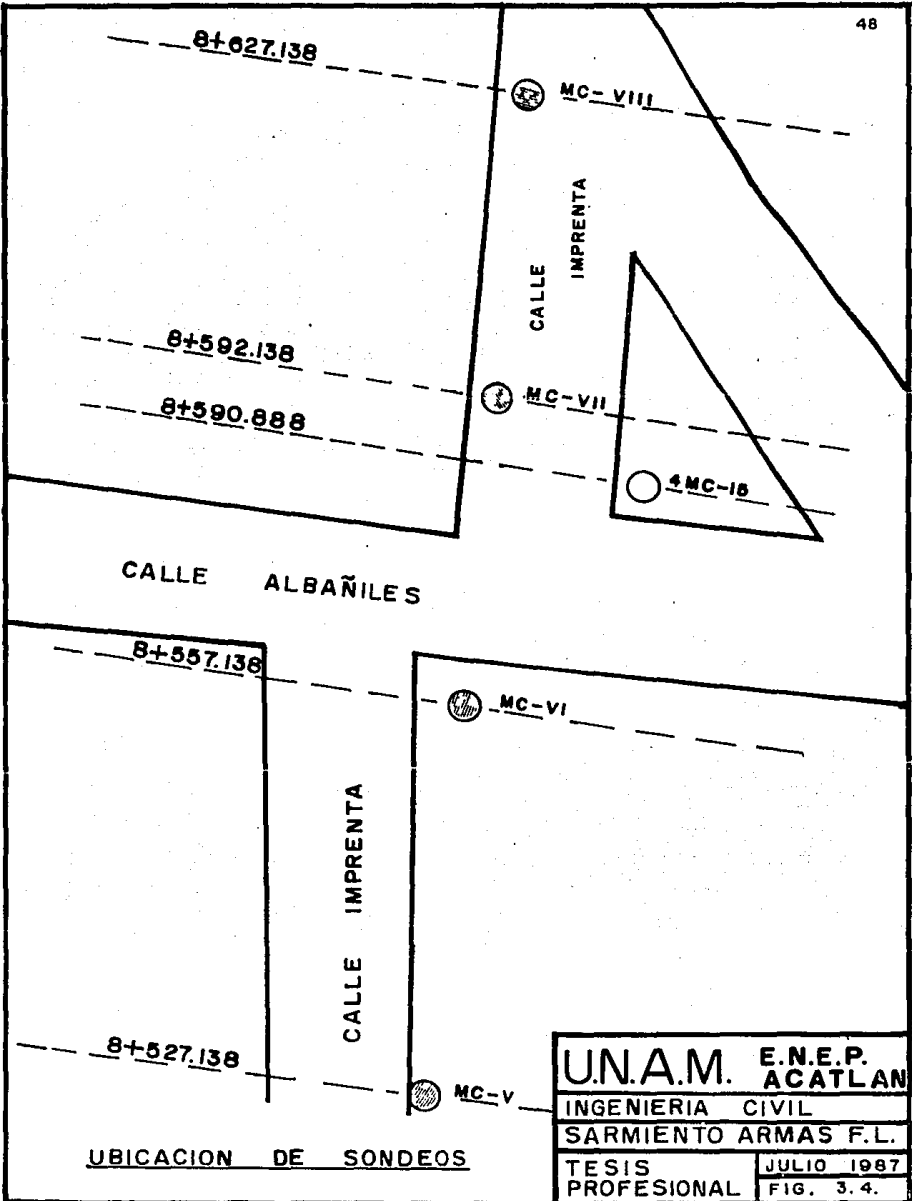 48
8+627.138
MC-VIII
CALLE IMPRENTA
8+592.138
MC-VII
8+590.888
4MC-15
CALLE ALBAÑILES
8+557.138
MC-VI
CALLE IMPRENTA
8+527.138
MC-V
UBICACION DE SONDEOS
U.N.A.M. E.N.E.P. ACATLAN
INGENIERIA CIVIL
SARMIENTO ARMAS F.L.
TESIS PROFESIONAL
JULIO 1987
FIG. 3.4.